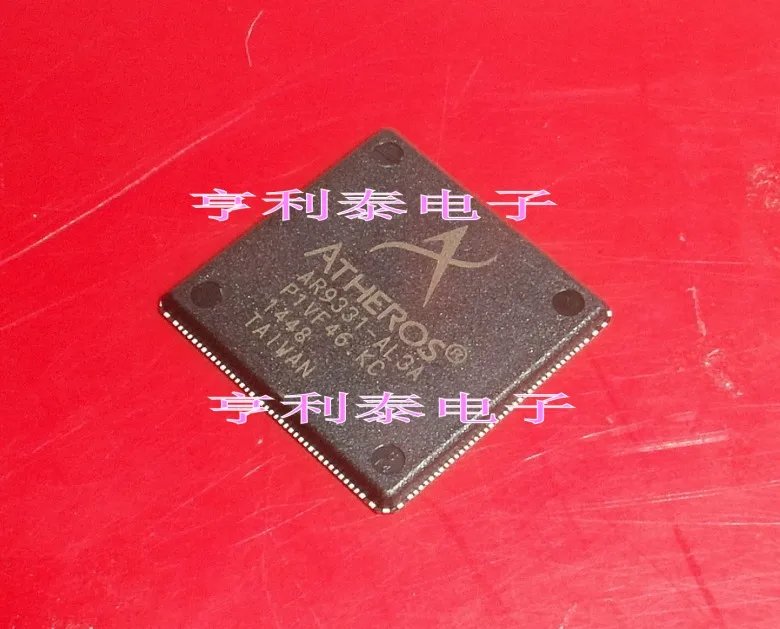 亨利泰电子
ATHEROS®
AR9331-AL3A
P1VF46.KC
1448
TAIWAN
亨利泰电子